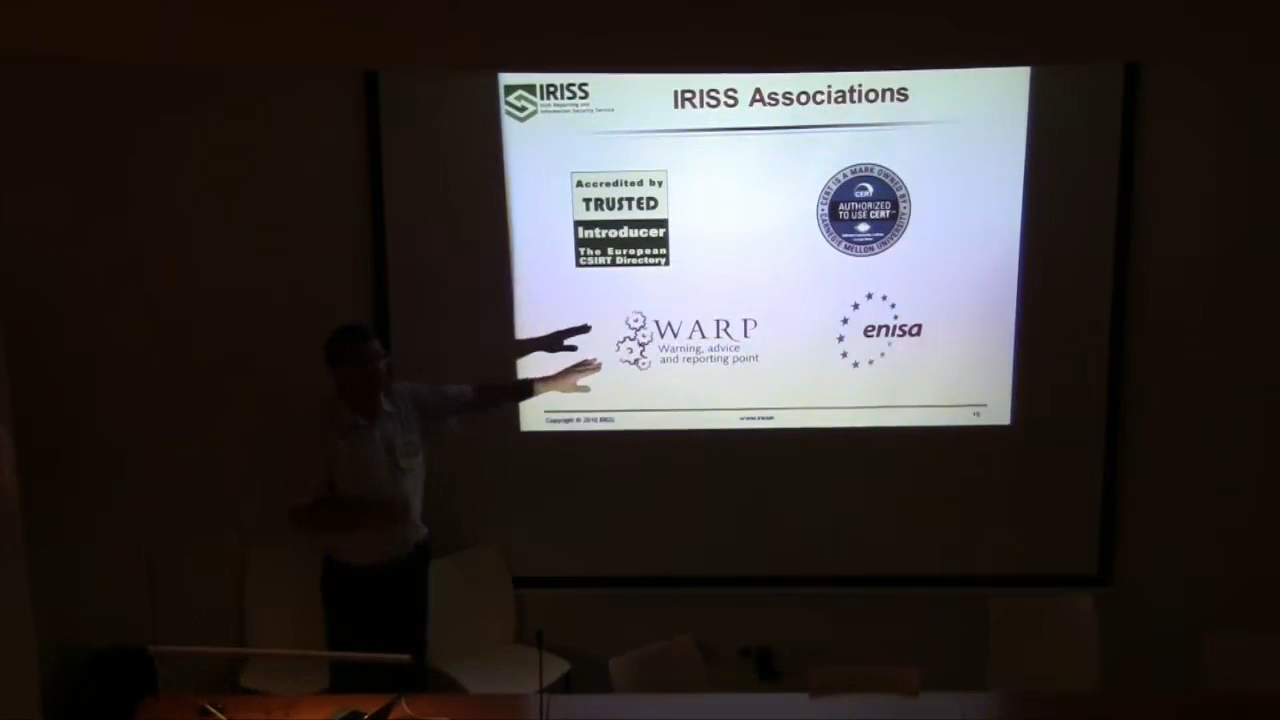 IRISS
Irish Reporting and
Information Security Service
IRISS Associations
Accredited by
TRUSTED
Introducer
The European
CSIRT Directory
CERT IS A MARK OWNED BY
CARNEGIE MELLON UNIVERSITY
CERT
AUTHORIZED
TO USE CERT™
WARP
Warning, advice
and reporting point
enisa
Copyright © 2010 IRISS